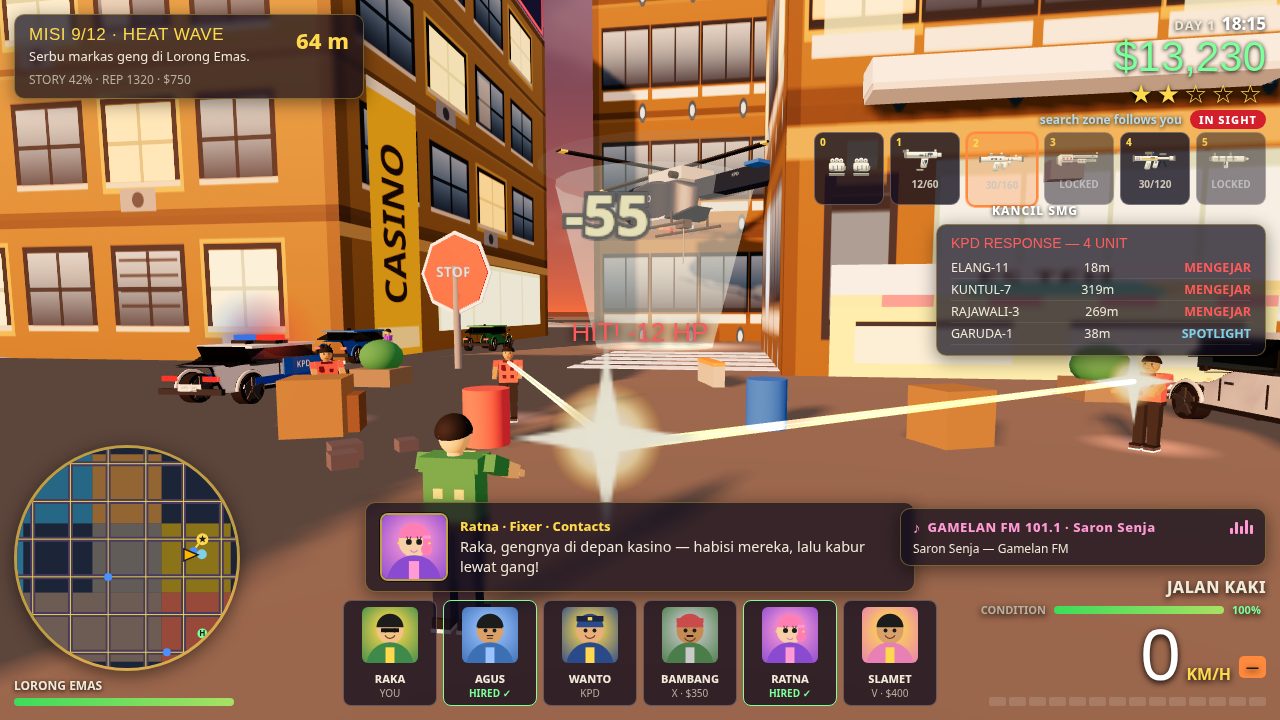 MISI 9/12 · HEAT WAVE
64 m
Serbu markas geng di Lorong Emas.
STORY 42% · REP 1320 · $750
DAY 1 18:15
$13,230
search zone follows you IN SIGHT
0
1 12/60
2 30/160
3 LOCKED
4 30/120
5 LOCKED
KANCIL SMG
KPD RESPONSE — 4 UNIT
ELANG-11 18m MENGEJAR
KUNTUL-7 319m MENGEJAR
RAJAWALI-3 269m MENGEJAR
GARUDA-1 38m SPOTLIGHT
CASINO
STOP
-55
HIT! -12 HP
KPD
H
LORONG EMAS
Ratna · Fixer · Contacts
Raka, gengnya di depan kasino — habisi mereka, lalu kabur
lewat gang!
♪ GAMELAN FM 101.1 · Saron Senja
Saron Senja — Gamelan FM
RAKA
YOU
AGUS
HIRED ✓
WANTO
KPD
BAMBANG
X · $350
RATNA
HIRED ✓
SLAMET
V · $400
JALAN KAKI
CONDITION 100%
0 KM/H –